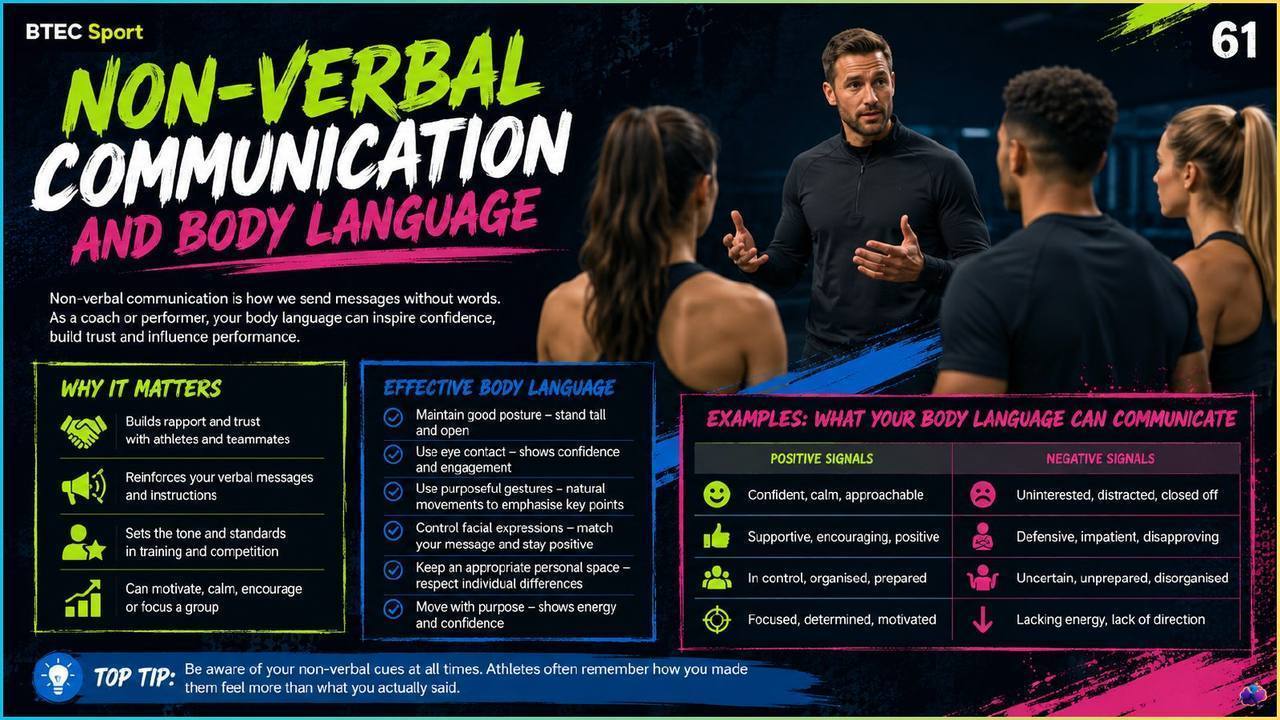 BTEC Sport
61
NON-VERBAL
COMMUNICATION
AND BODY LANGUAGE
Non-verbal communication is how we send messages without words.
As a coach or performer, your body language can inspire confidence,
build trust and influence performance.
WHY IT MATTERS
Builds rapport and trust
with athletes and teammates
Reinforces your verbal messages
and instructions
Sets the tone and standards
in training and competition
Can motivate, calm, encourage
or focus a group
EFFECTIVE BODY LANGUAGE
Maintain good posture – stand tall
and open
Use eye contact – shows confidence
and engagement
Use purposeful gestures – natural
movements to emphasise key points
Control facial expressions – match
your message and stay positive
Keep an appropriate personal space –
respect individual differences
Move with purpose – shows energy
and confidence
EXAMPLES: WHAT YOUR BODY LANGUAGE CAN COMMUNICATE
POSITIVE SIGNALS
NEGATIVE SIGNALS
Confident, calm, approachable
Uninterested, distracted, closed off
Supportive, encouraging, positive
Defensive, impatient, disapproving
In control, organised, prepared
Uncertain, unprepared, disorganised
Focused, determined, motivated
Lacking energy, lack of direction
TOP TIP:
Be aware of your non-verbal cues at all times. Athletes often remember how you made
them feel more than what you actually said.